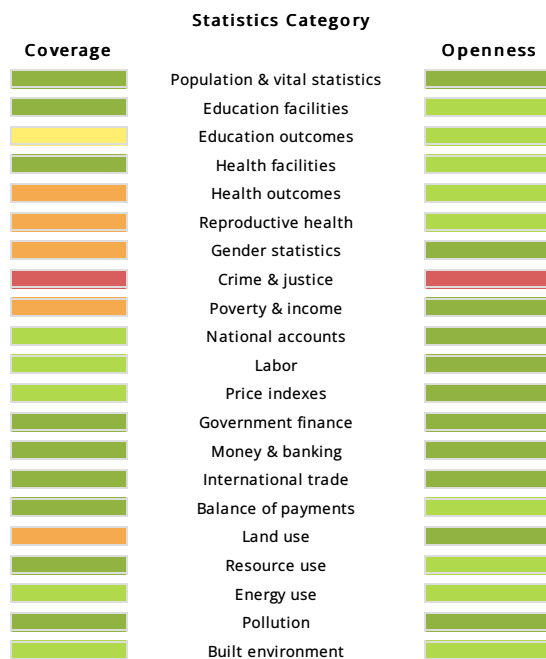 Statistics Category
Coverage
Openness
Population & vital statistics
Education facilities
Education outcomes
Health facilities
Health outcomes
Reproductive health
Gender statistics
Crime & justice
Poverty & income
National accounts
Labor
Price indexes
Government finance
Money & banking
International trade
Balance of payments
Land use
Resource use
Energy use
Pollution
Built environment